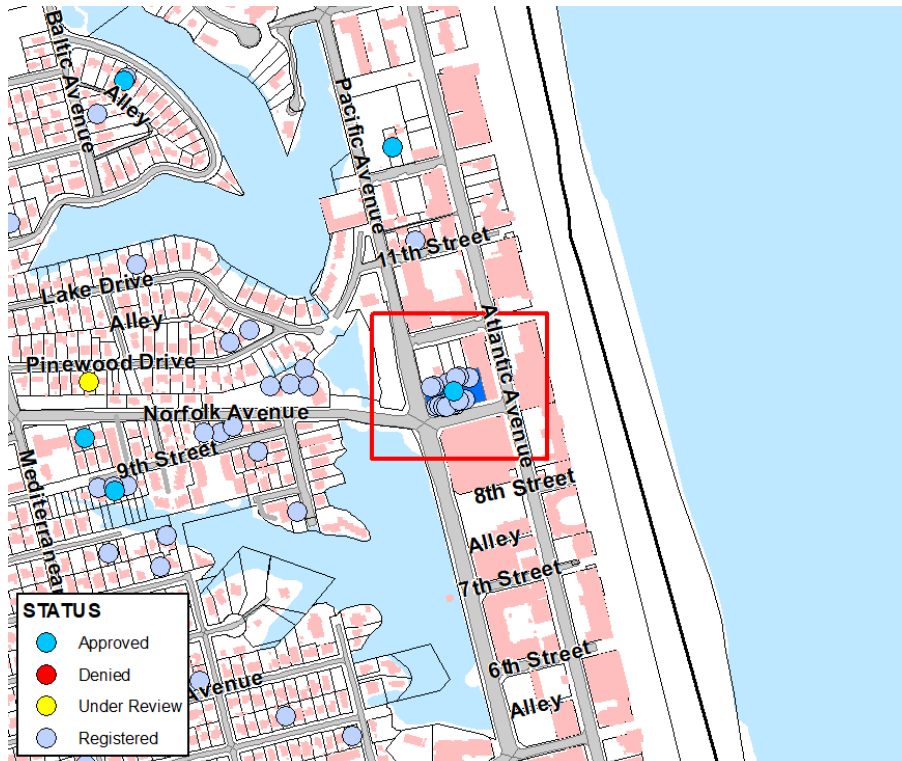 Baltic Avenue
Alley
Pacific Avenue
11th Street
Lake Drive
Alley
Atlantic Avenue
Pinewood Drive
Norfolk Avenue
9th Street
Mediterranean
8th Street
Alley
7th Street
6th Street
Avenue
Alley
STATUS
Approved
Denied
Under Review
Registered